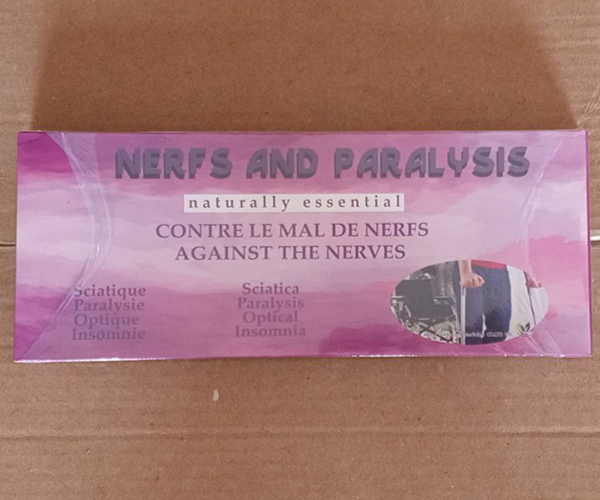 NERFS AND PARALYSIS
naturally essential
CONTRE LE MAL DE NERFS
AGAINST THE NERVES
Sciatique
Paralysie
Optique
Insomnie
Sciatica
Paralysis
Optical
Insomnia